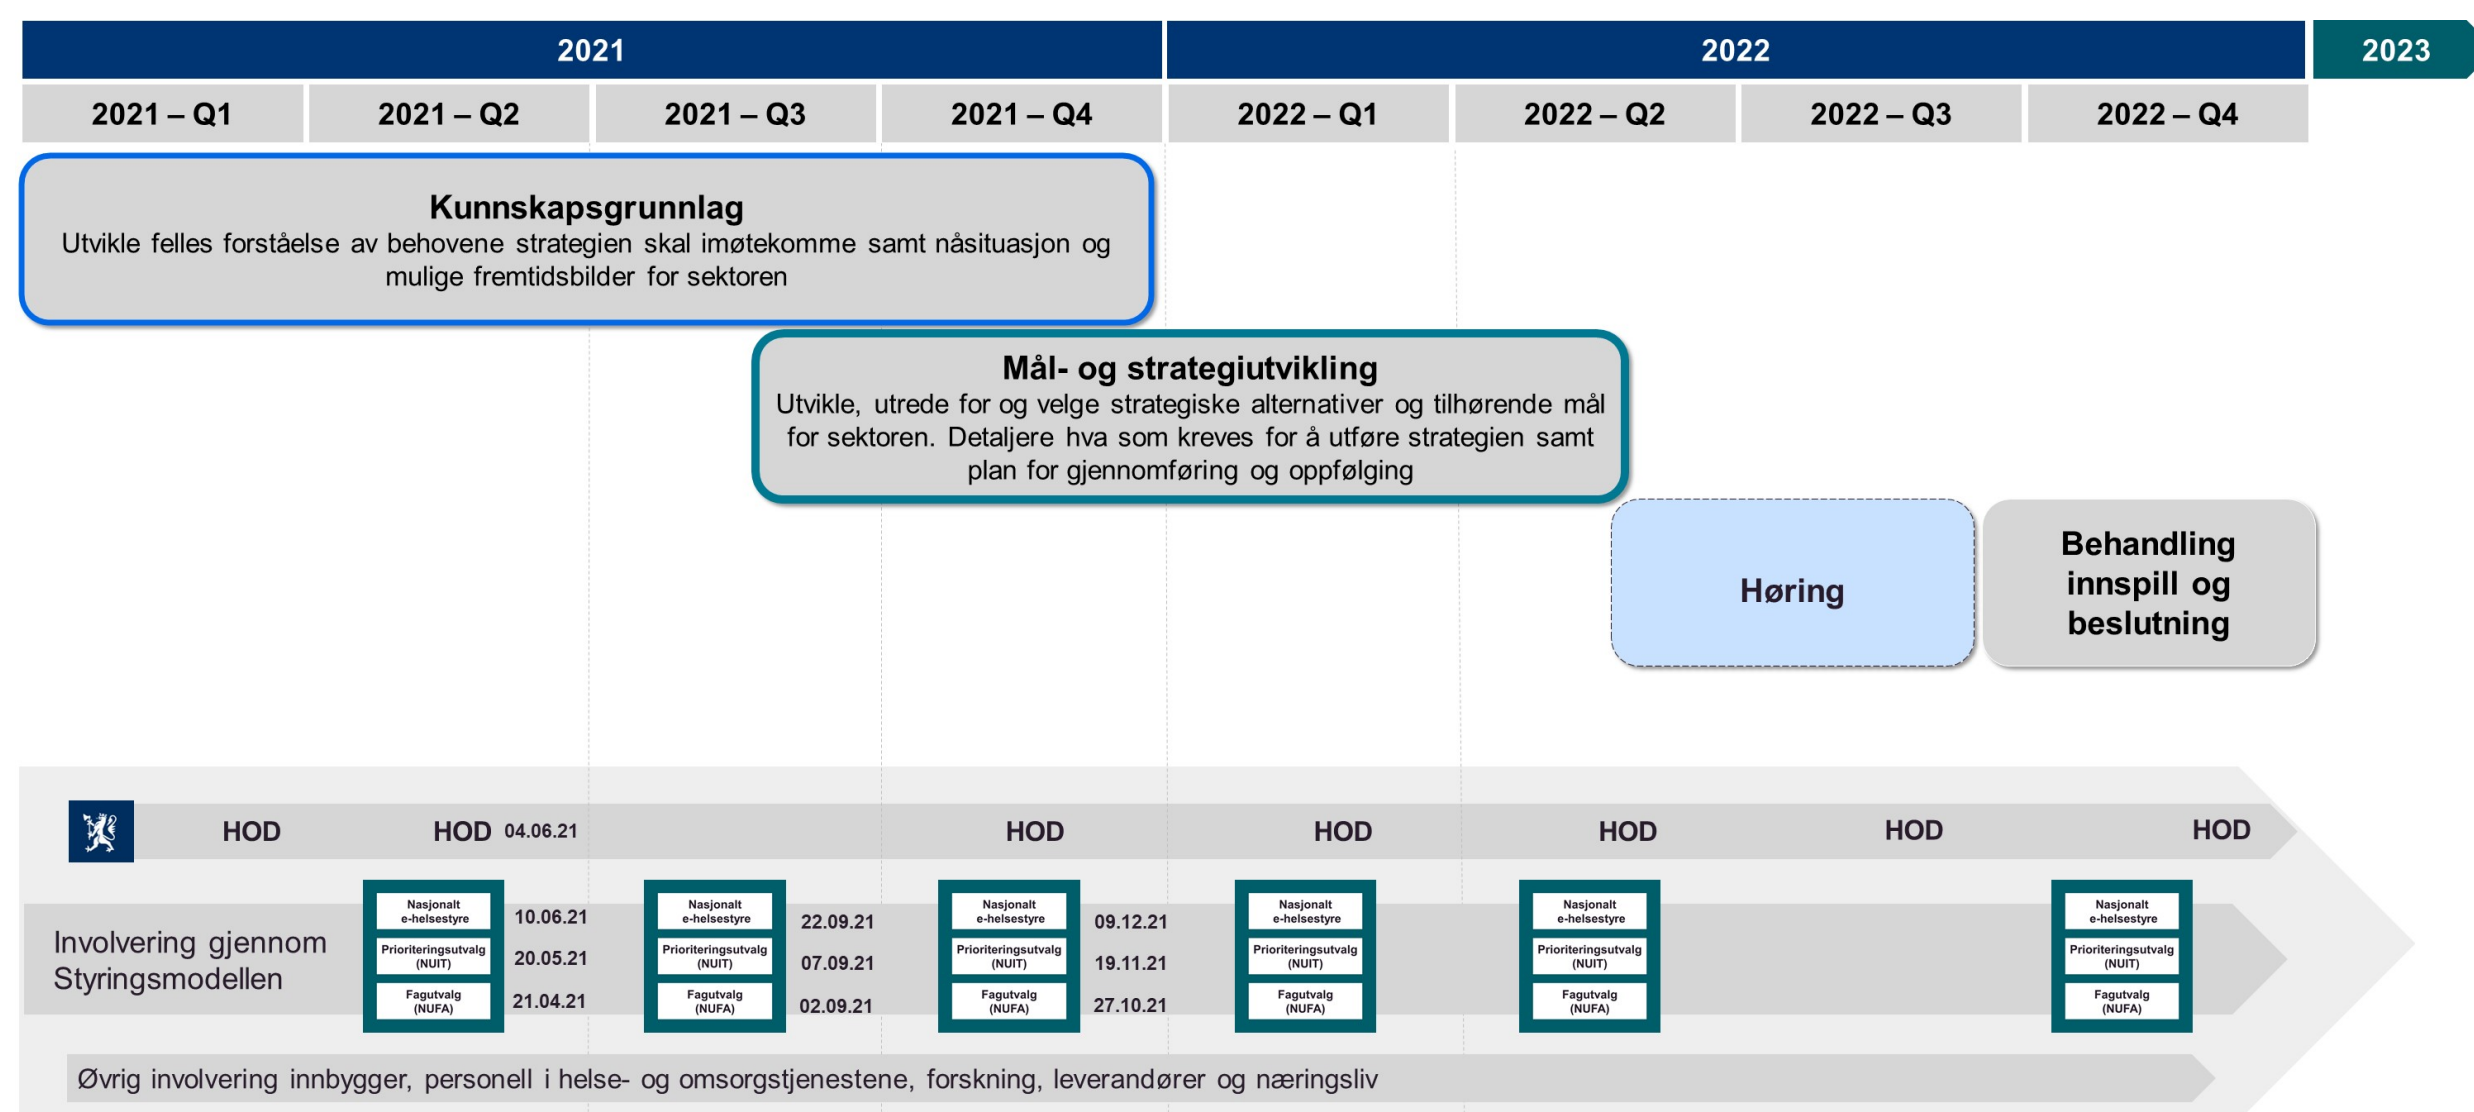 2021
2022
2023
2021 – Q1
2021 – Q2
2021 – Q3
2021 – Q4
2022 – Q1
2022 – Q2
2022 – Q3
2022 – Q4
Kunnskapsgrunnlag
Utvikle felles forståelse av behovene strategien skal imøtekomme samt nåsituasjon og
mulige fremtidsbilder for sektoren
Mål- og strategiutvikling
Utvikle, utrede for og velge strategiske alternativer og tilhørende mål
for sektoren. Detaljere hva som kreves for å utføre strategien samt
plan for gjennomføring og oppfølging
Høring
Behandling
innspill og
beslutning
HOD
HOD 04.06.21
HOD
HOD
HOD
HOD
HOD
Involvering gjennom
Styringsmodellen
Nasjonalt
e-helsestyre
10.06.21
Prioriteringsutvalg
(NUIT)
20.05.21
Fagutvalg
(NUFA)
21.04.21
Nasjonalt
e-helsestyre
22.09.21
Prioriteringsutvalg
(NUIT)
07.09.21
Fagutvalg
(NUFA)
02.09.21
Nasjonalt
e-helsestyre
09.12.21
Prioriteringsutvalg
(NUIT)
19.11.21
Fagutvalg
(NUFA)
27.10.21
Nasjonalt
e-helsestyre
Prioriteringsutvalg
(NUIT)
Fagutvalg
(NUFA)
Nasjonalt
e-helsestyre
Prioriteringsutvalg
(NUIT)
Fagutvalg
(NUFA)
Nasjonalt
e-helsestyre
Prioriteringsutvalg
(NUIT)
Fagutvalg
(NUFA)
Øvrig involvering innbygger, personell i helse- og omsorgstjenestene, forskning, leverandører og næringsliv